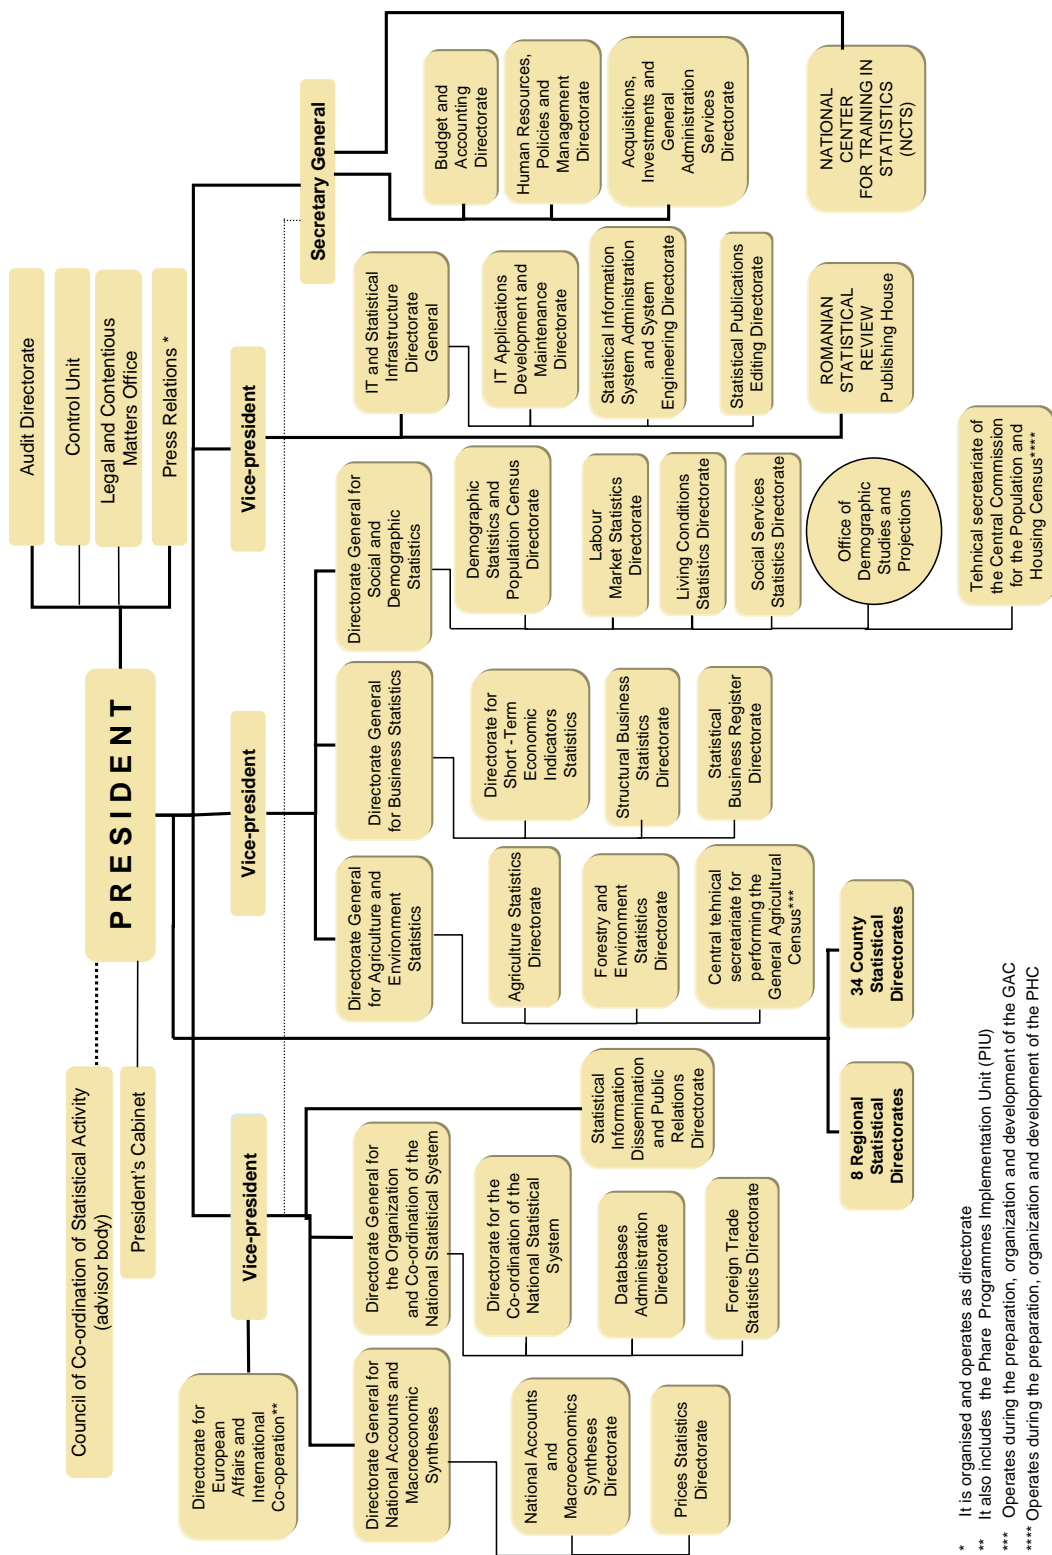 Council of Co-ordination of Statistical Activity
(advisor body)
President's Cabinet
PRESIDENT
Audit Directorate
Control Unit
Legal and Contentious
Matters Office
Press Relations *
Directorate for
European
Affairs and
International
Co-operation**
Vice-president
Vice-president
Vice-president
Secretary General
Directorate General for
National Accounts and
Macroeconomic
Syntheses
National Accounts
and
Macroeconomics
Syntheses
Directorate
Prices Statistics
Directorate
Directorate General for
the Organization
and Co-ordination of the
National Statistical System
Directorate for the
Co-ordination of the
National Statistical
System
Databases
Administration
Directorate
Foreign Trade
Statistics Directorate
Statistical
Information
Dissemination
and Public
Relations
Directorate
Directorate General
for Agriculture and
Environment
Statistics
Agriculture Statistics
Directorate
Forestry and
Environment
Statistics
Directorate
Central tehnical
secretariate for
performing the
General Agricultural
Census***
Directorate General
for Business Statistics
Directorate for
Short -Term
Economic
Indicators
Statistics
Structural Business
Statistics
Directorate
Statistical
Business Register
Directorate
Directorate General for
Social and
Demographic
Statistics
Demographic
Statistics and
Population Census
Directorate
Labour
Market Statistics
Directorate
Living Conditions
Statistics Directorate
Social Services
Statistics Directorate
Office of
Demographic
Studies and
Projections
Tehnical secretariate of
the Central Commission
for the Population and
Housing Census****
IT and Statistical
Infrastructure
Directorate
General
IT Applications
Development and
Maintenance
Directorate
Statistical Information
System Administration
and System
Engineering Directorate
Statistical Publications
Editing Directorate
ROMANIAN
STATISTICAL
REVIEW
Publishing House
Budget and
Accounting
Directorate
Human Resources,
Policies and
Management
Directorate
Acquisitions,
Investments and
General
Administration
Services
Directorate
NATIONAL
CENTER
FOR TRAINING IN
STATISTICS
(NCTS)
8 Regional
Statistical
Directorates
34 County
Statistical
Directorates
* It is organised and operates as directorate
** It also includes the Phare Programmes Implementation Unit (PIU)
*** Operates during the preparation, organization and development of the GAC
**** Operates during the preparation, organization and development of the PHC